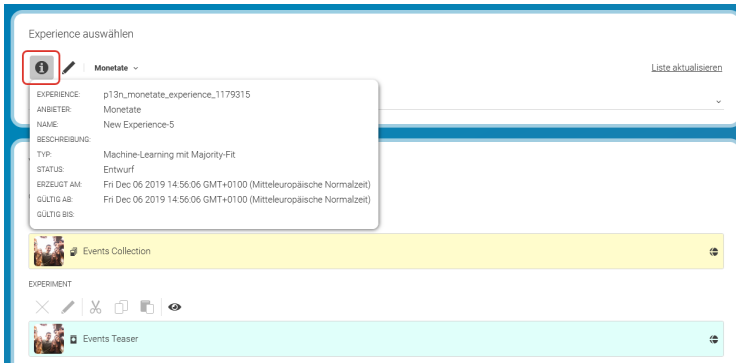 Experience auswählen
Monetate
Liste aktualisieren
EXPERIENCE: p13n_monetate_experience_1179315
ANBIETER: Monetate
NAME: New Experience-5
BESCHREIBUNG:
TYP: Machine-Learning mit Majority-Fit
STATUS: Entwurf
ERZEUGT AM: Fri Dec 06 2019 14:56:06 GMT+0100 (Mitteleuropäische Normalzeit)
GÜLTIG AB: Fri Dec 06 2019 14:56:06 GMT+0100 (Mitteleuropäische Normalzeit)
GÜLTIG BIS:
Events Collection
EXPERIMENT
Events Teaser